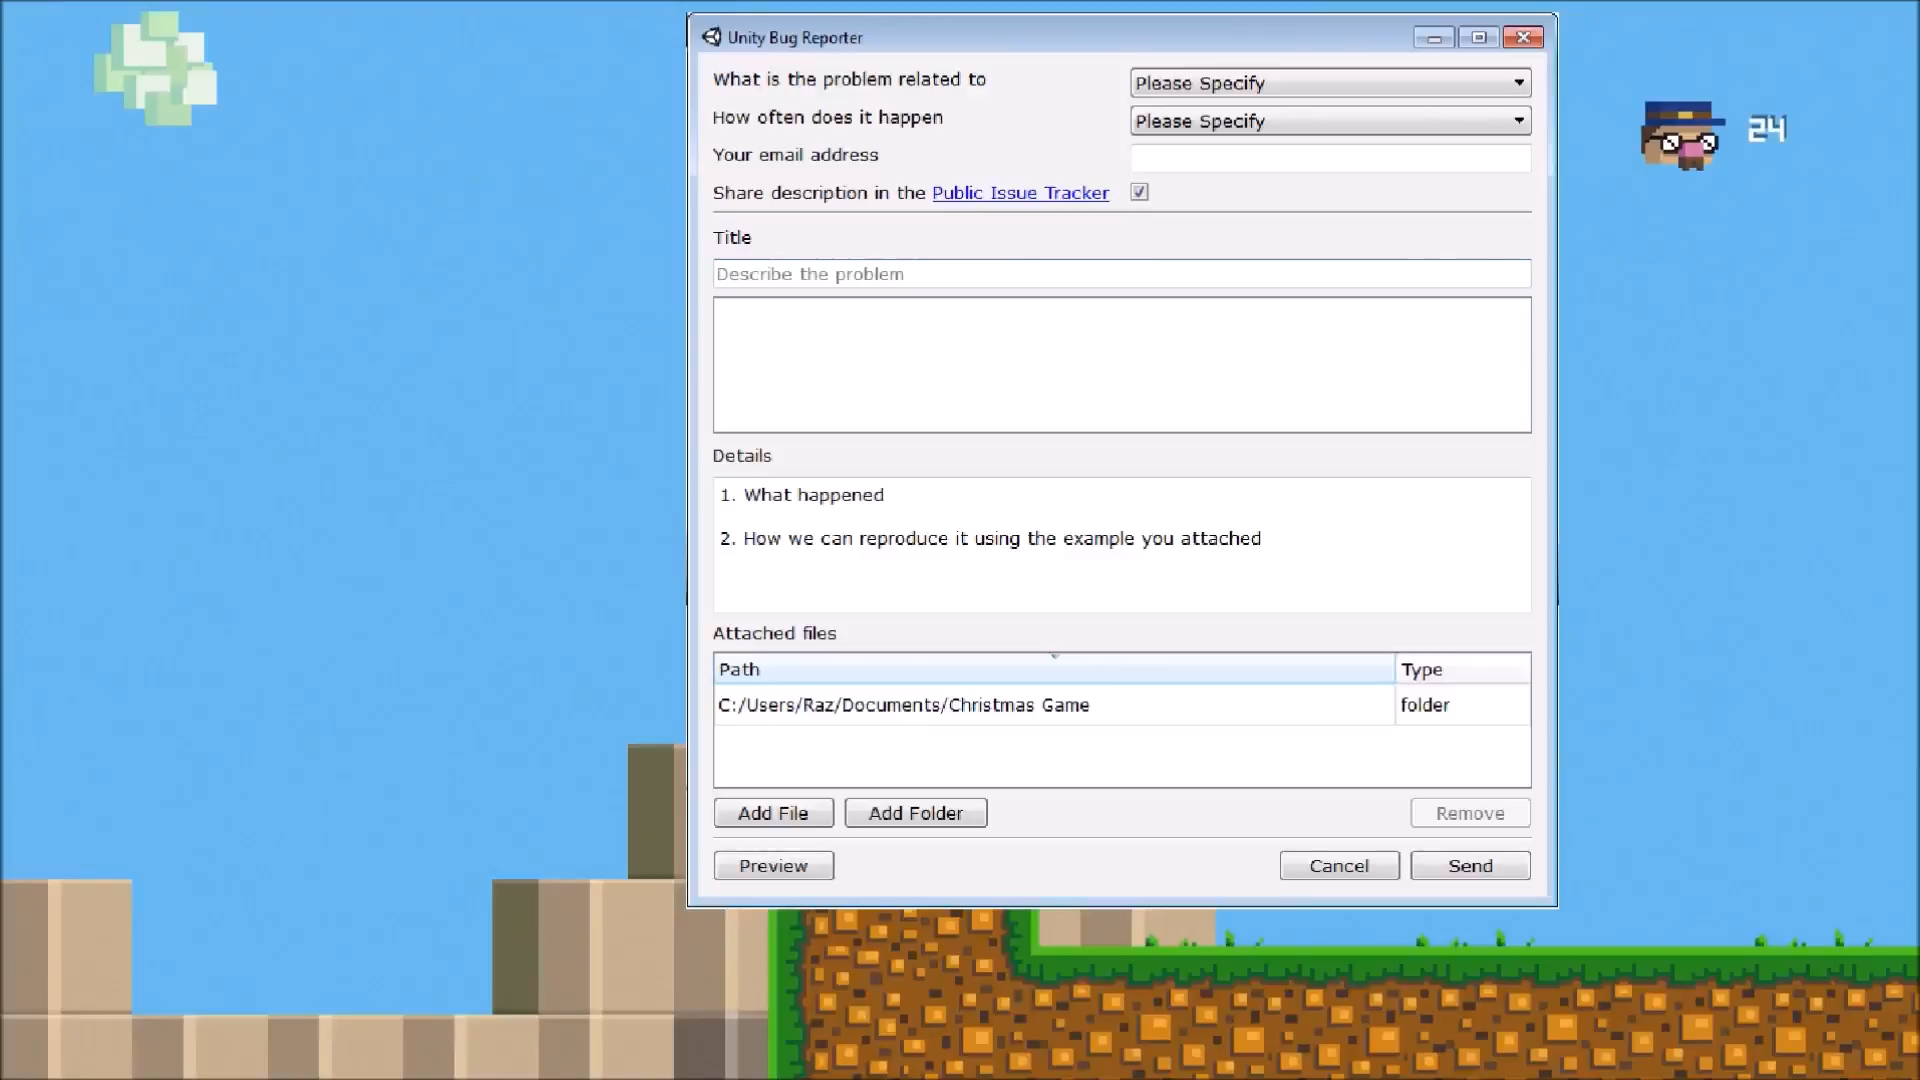 Unity Bug Reporter
What is the problem related to
Please Specify
How often does it happen
Please Specify
Your email address
Share description in the Public Issue Tracker
24
Title
Describe the problem
Details
1. What happened
2. How we can reproduce it using the example you attached
Attached files
Path Type
C:/Users/Raz/Documents/Christmas Game folder
Add File Add Folder Remove
Preview Cancel Send